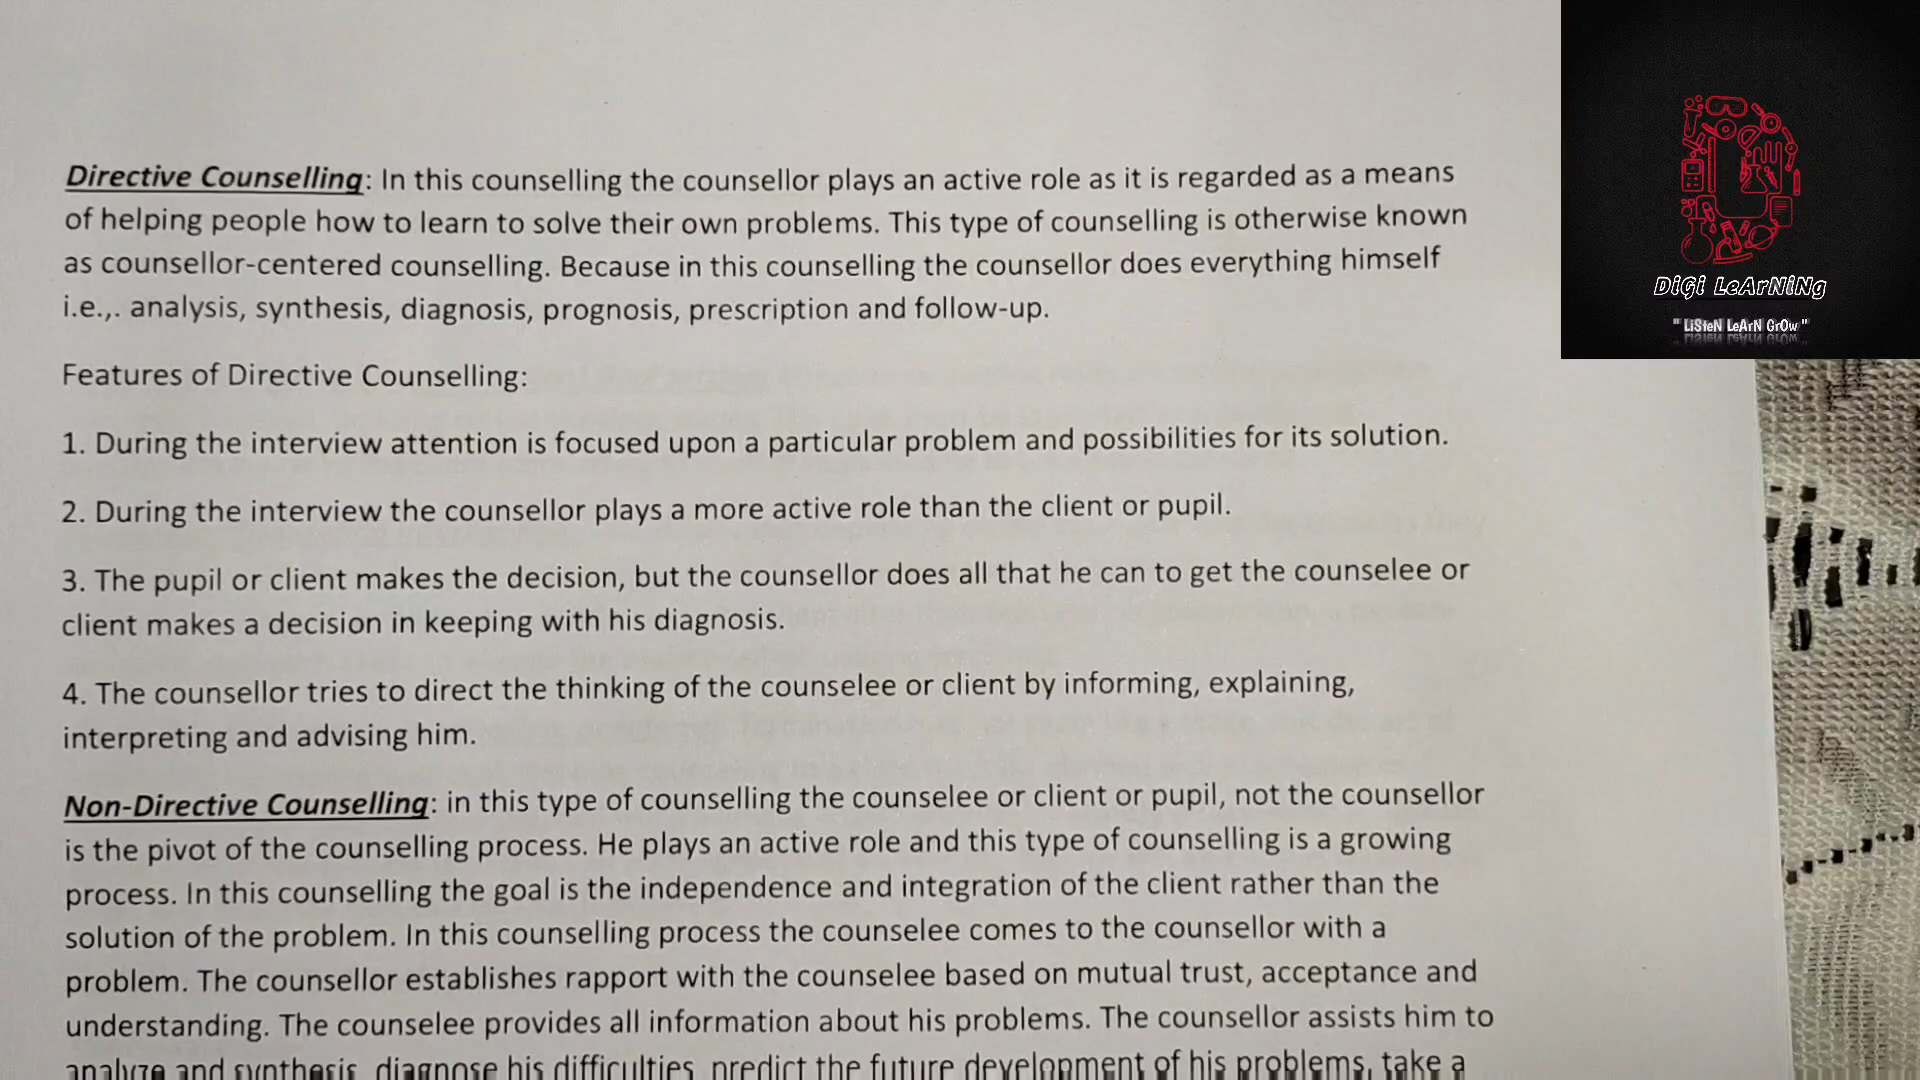 Directive Counselling: In this counselling the counsellor plays an active role as it is regarded as a means
of helping people how to learn to solve their own problems. This type of counselling is otherwise known
as counsellor-centered counselling. Because in this counselling the counsellor does everything himself
i.e.,. analysis, synthesis, diagnosis, prognosis, prescription and follow-up.
Features of Directive Counselling:
1. During the interview attention is focused upon a particular problem and possibilities for its solution.
2. During the interview the counsellor plays a more active role than the client or pupil.
3. The pupil or client makes the decision, but the counsellor does all that he can to get the counselee or
client makes a decision in keeping with his diagnosis.
4. The counsellor tries to direct the thinking of the counselee or client by informing, explaining,
interpreting and advising him.
Non-Directive Counselling: in this type of counselling the counselee or client or pupil, not the counsellor
is the pivot of the counselling process. He plays an active role and this type of counselling is a growing
process. In this counselling the goal is the independence and integration of the client rather than the
solution of the problem. In this counselling process the counselee comes to the counsellor with a
problem. The counsellor establishes rapport with the counselee based on mutual trust, acceptance and
understanding. The counselee provides all information about his problems. The counsellor assists him to
analyze and synthesis, diagnose his difficulties, predict the future development of his problems, take a
DiGi LeArNiNg
" LiSteN LeArN GrOw "